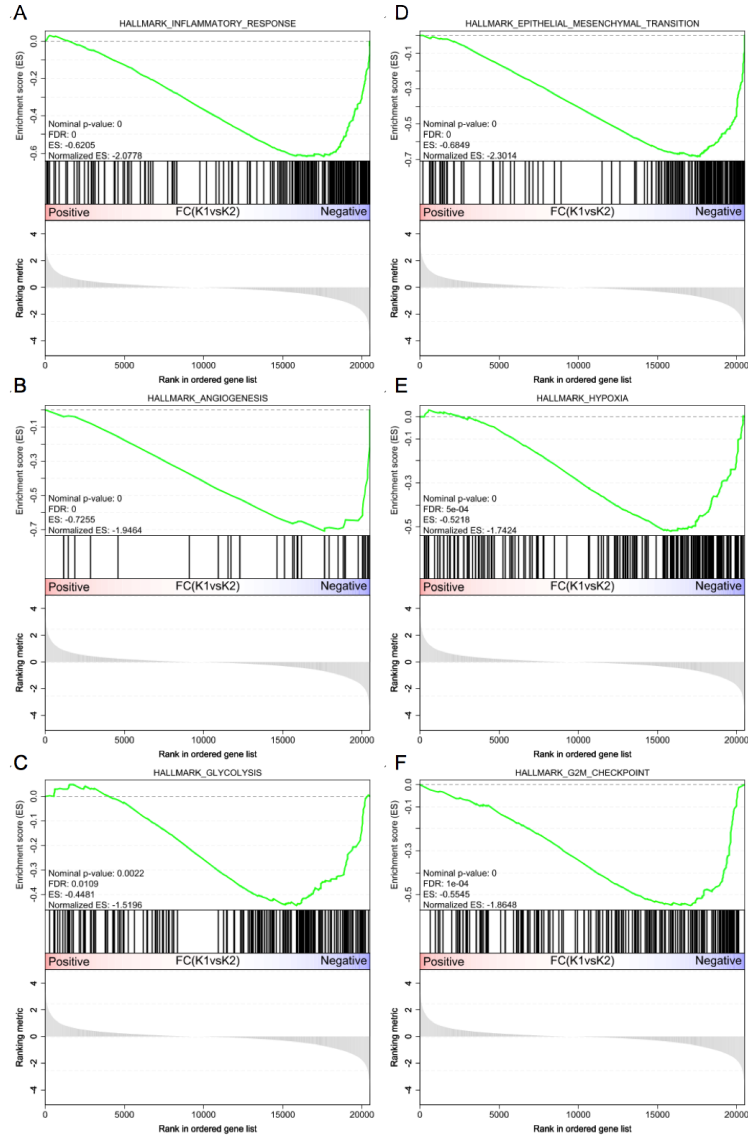 A
HALLMARK_INFLAMMATORY_RESPONSE
Enrichment score (ES)
0.0
-0.2
-0.4
-0.6
Nominal p-value: 0
FDR: 0
ES: -0.6205
Normalized ES: -2.0778
Positive FC(K1vsK2) Negative
Ranking metric
4
2
0
-2
-4
0 5000 10000 15000 20000
Rank in ordered gene list
B
HALLMARK_ANGIOGENESIS
Enrichment score (ES)
-0.1
-0.3
-0.5
-0.7
Nominal p-value: 0
FDR: 0
ES: -0.7255
Normalized ES: -1.9464
Positive FC(K1vsK2) Negative
Ranking metric
4
2
0
-2
-4
0 5000 10000 15000 20000
Rank in ordered gene list
C
HALLMARK_GLYCOLYSIS
Enrichment score (ES)
0.0
-0.1
-0.2
-0.3
-0.4
Nominal p-value: 0.0022
FDR: 0.0109
ES: -0.4481
Normalized ES: -1.5196
Positive FC(K1vsK2) Negative
Ranking metric
4
2
0
-2
-4
0 5000 10000 15000 20000
Rank in ordered gene list
D
HALLMARK_EPITHELIAL_MESENCHYMAL_TRANSITION
Enrichment score (ES)
-0.1
-0.3
-0.5
-0.7
Nominal p-value: 0
FDR: 0
ES: -0.6849
Normalized ES: -2.3014
Positive FC(K1vsK2) Negative
Ranking metric
4
2
0
-2
-4
0 5000 10000 15000 20000
Rank in ordered gene list
E
HALLMARK_HYPOXIA
Enrichment score (ES)
0.0
-0.1
-0.3
-0.5
Nominal p-value: 0
FDR: 5e-04
ES: -0.5218
Normalized ES: -1.7424
Positive FC(K1vsK2) Negative
Ranking metric
4
2
0
-2
-4
0 5000 10000 15000 20000
Rank in ordered gene list
F
HALLMARK_G2M_CHECKPOINT
Enrichment score (ES)
0.0
-0.1
-0.3
-0.5
Nominal p-value: 0
FDR: 1e-04
ES: -0.5545
Normalized ES: -1.8648
Positive FC(K1vsK2) Negative
Ranking metric
4
2
0
-2
-4
0 5000 10000 15000 20000
Rank in ordered gene list